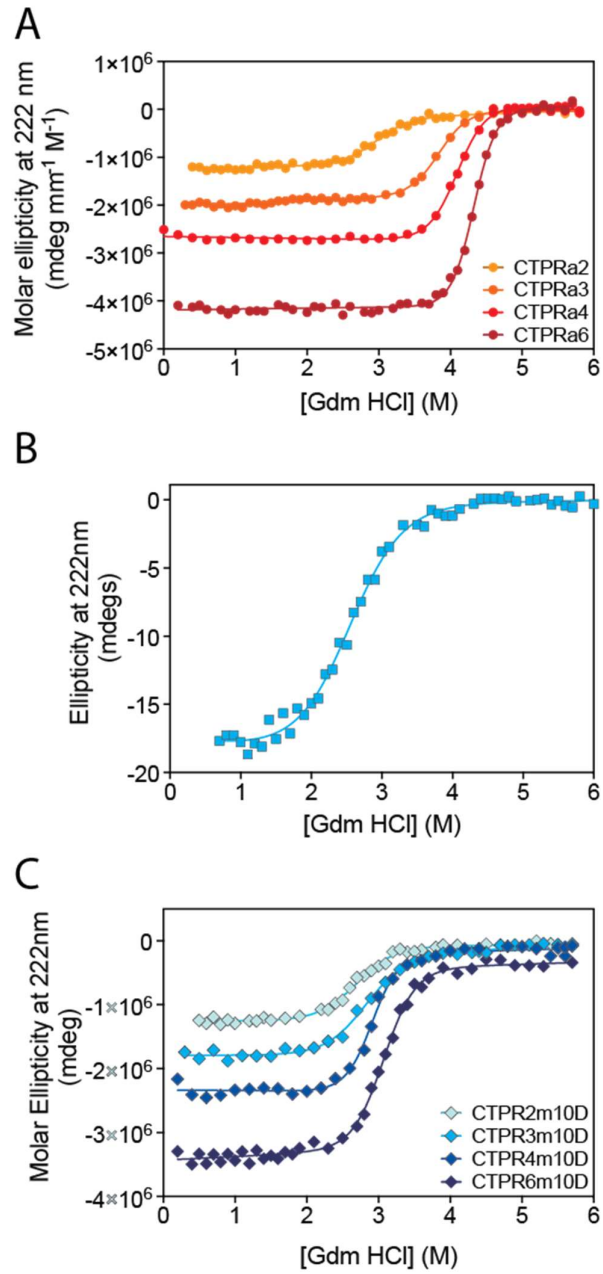 A
Molar ellipticity at 222 nm
(mdeg mm⁻¹ M⁻¹)
1×10⁶
0
-1×10⁶
-2×10⁶
-3×10⁶
-4×10⁶
-5×10⁶
CTPRa2
CTPRa3
CTPRa4
CTPRa6
0 1 2 3 4 5 6
[Gdm HCl] (M)
B
Ellipticity at 222nm
(mdegs)
0
-5
-10
-15
-20
0 1 2 3 4 5 6
[Gdm HCl] (M)
C
Molar Ellipticity at 222nm
(mdeg)
0
-1×10⁶
-2×10⁶
-3×10⁶
-4×10⁶
CTPR2m10D
CTPR3m10D
CTPR4m10D
CTPR6m10D
0 1 2 3 4 5 6
[Gdm HCl] (M)